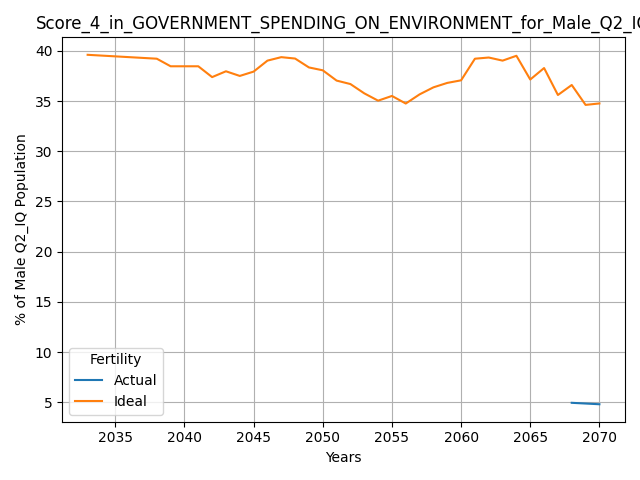 Score_4_in_GOVERNMENT_SPENDING_ON_ENVIRONMENT_for_Male_Q2_IQ
% of Male Q2_IQ Population
40
35
30
25
20
15
10
5
Fertility
Actual
Ideal
2035 2040 2045 2050 2055 2060 2065 2070
Years